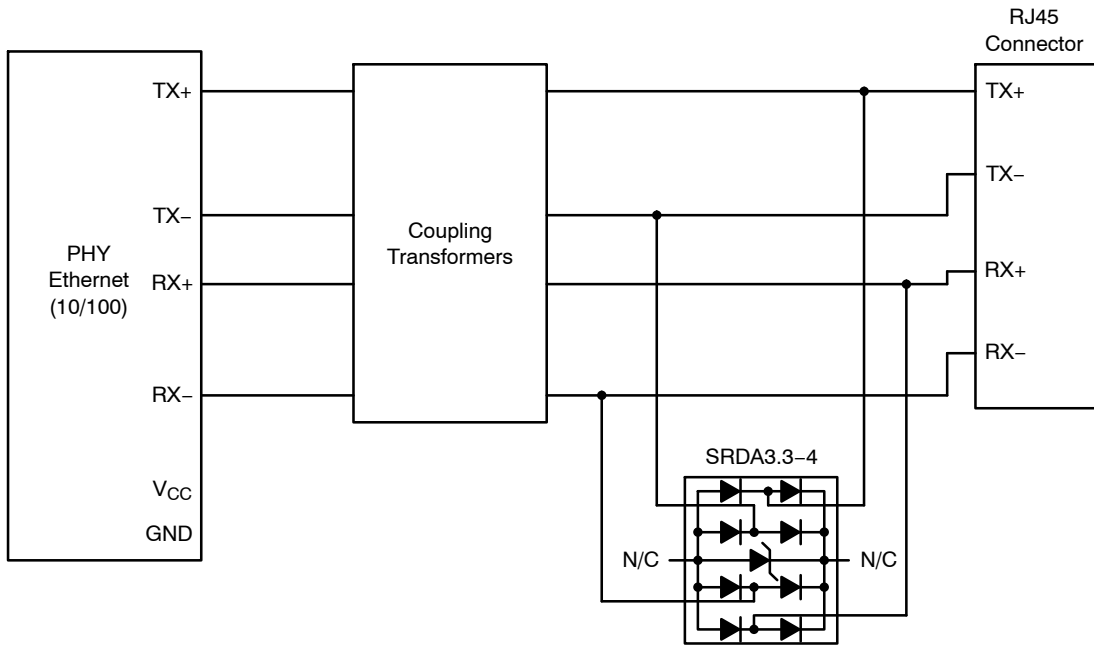 RJ45
Connector
TX+
TX+
TX−
TX−
PHY
Ethernet
(10/100)
Coupling
Transformers
RX+
RX+
RX−
RX−
SRDA3.3−4
VCC
GND
N/C
N/C